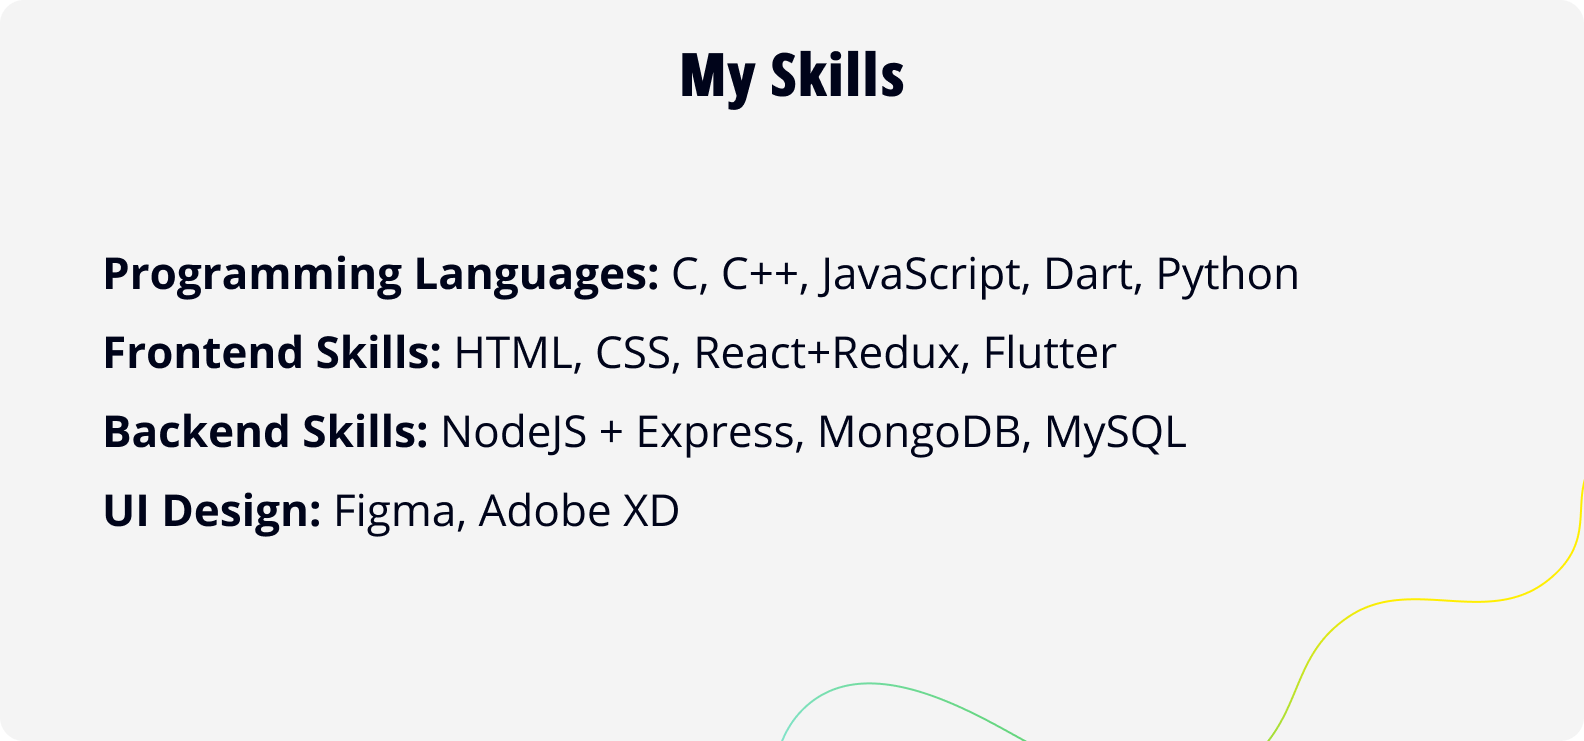 My Skills
Programming Languages: C, C++, JavaScript, Dart, Python
Frontend Skills: HTML, CSS, React+Redux, Flutter
Backend Skills: NodeJS + Express, MongoDB, MySQL
UI Design: Figma, Adobe XD